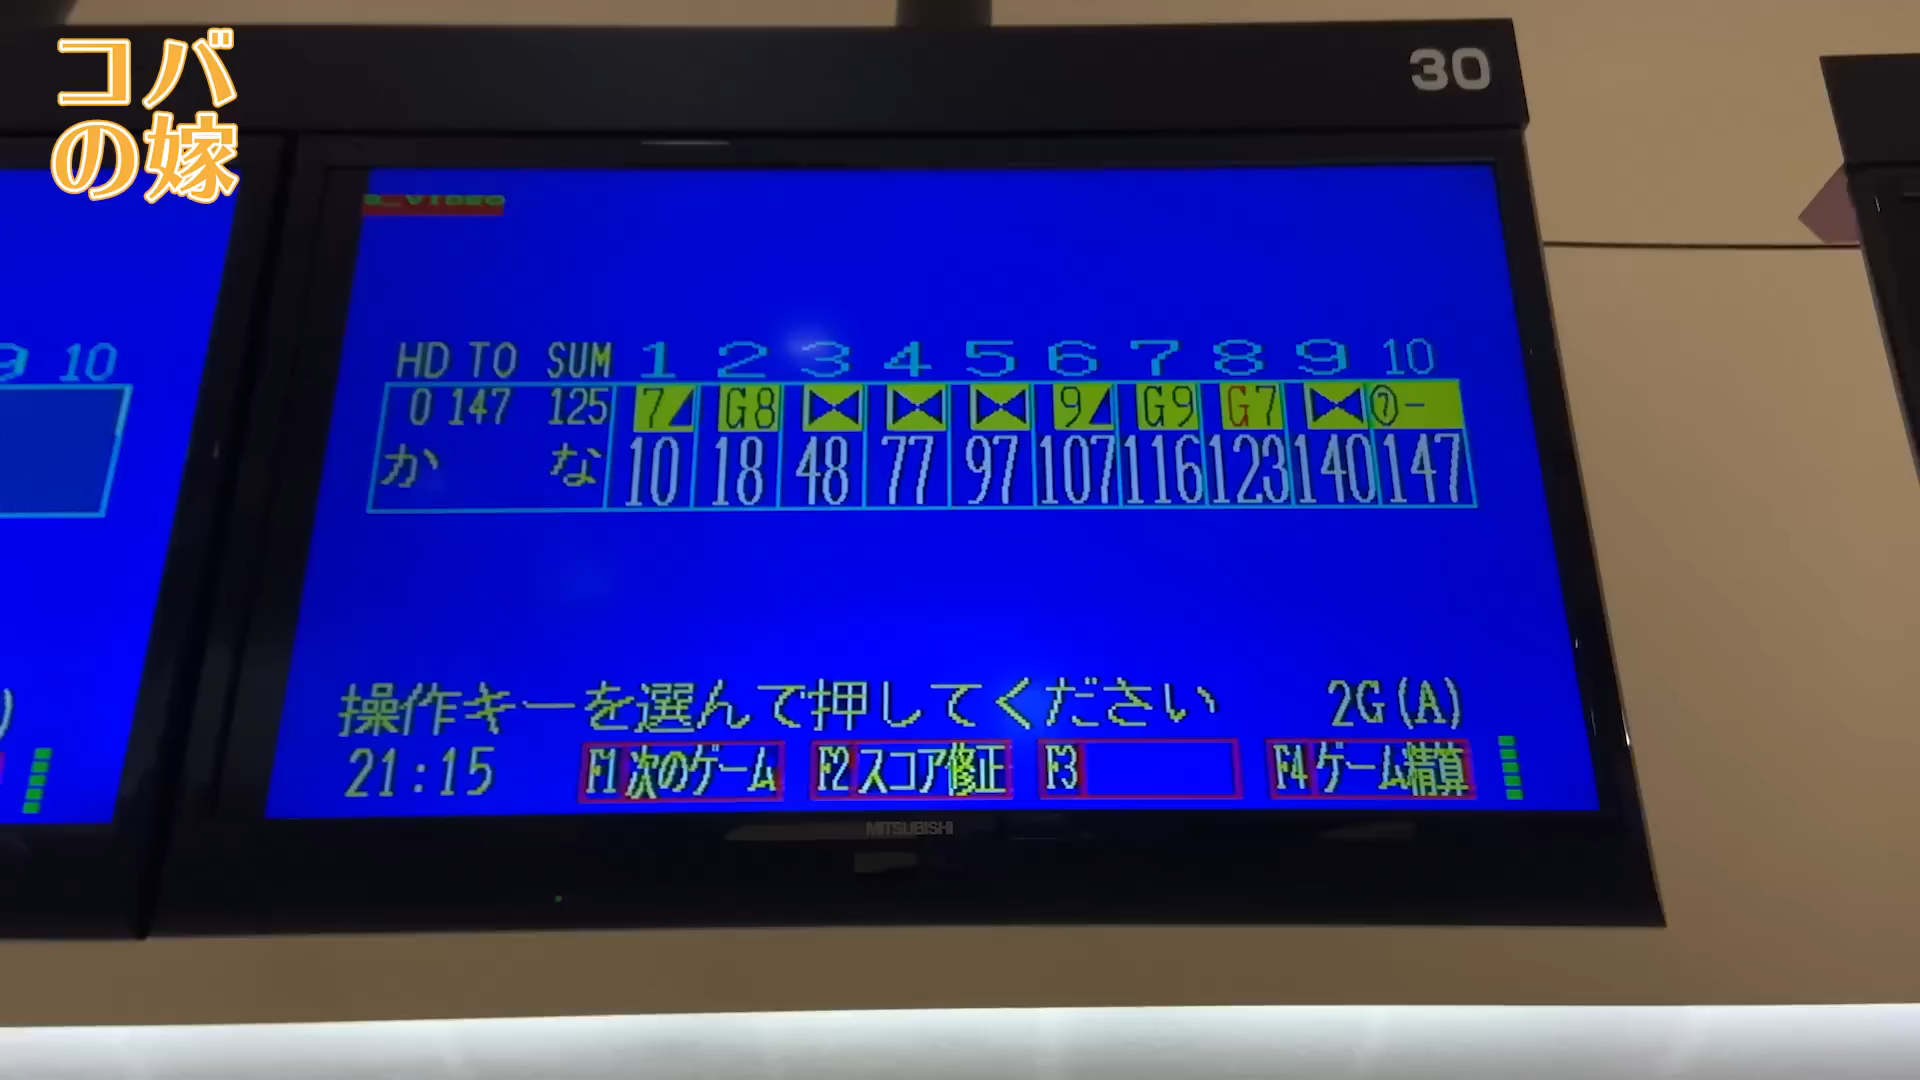 コバ
の嫁
30
S_VIDEO
9 10
HD TO SUM 1 2 3 4 5 6 7 8 9 10
0 147 125 7 G8 9 G9 G7 ⑦-
かな 10 18 48 77 97 107 116 123 140 147
操作キーを選んで押してください 2G(A)
)
21:15 F1 次のゲーム F2 スコア修正 F3 F4 ゲーム精算
MITSUBISHI